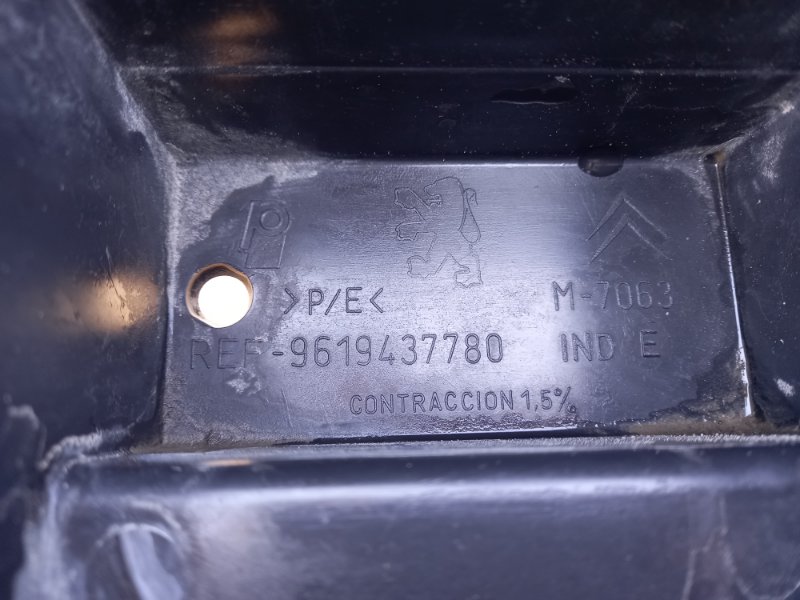 >P/E< M-7063
REF-9619437780 IND E
CONTRACCION 1,5%